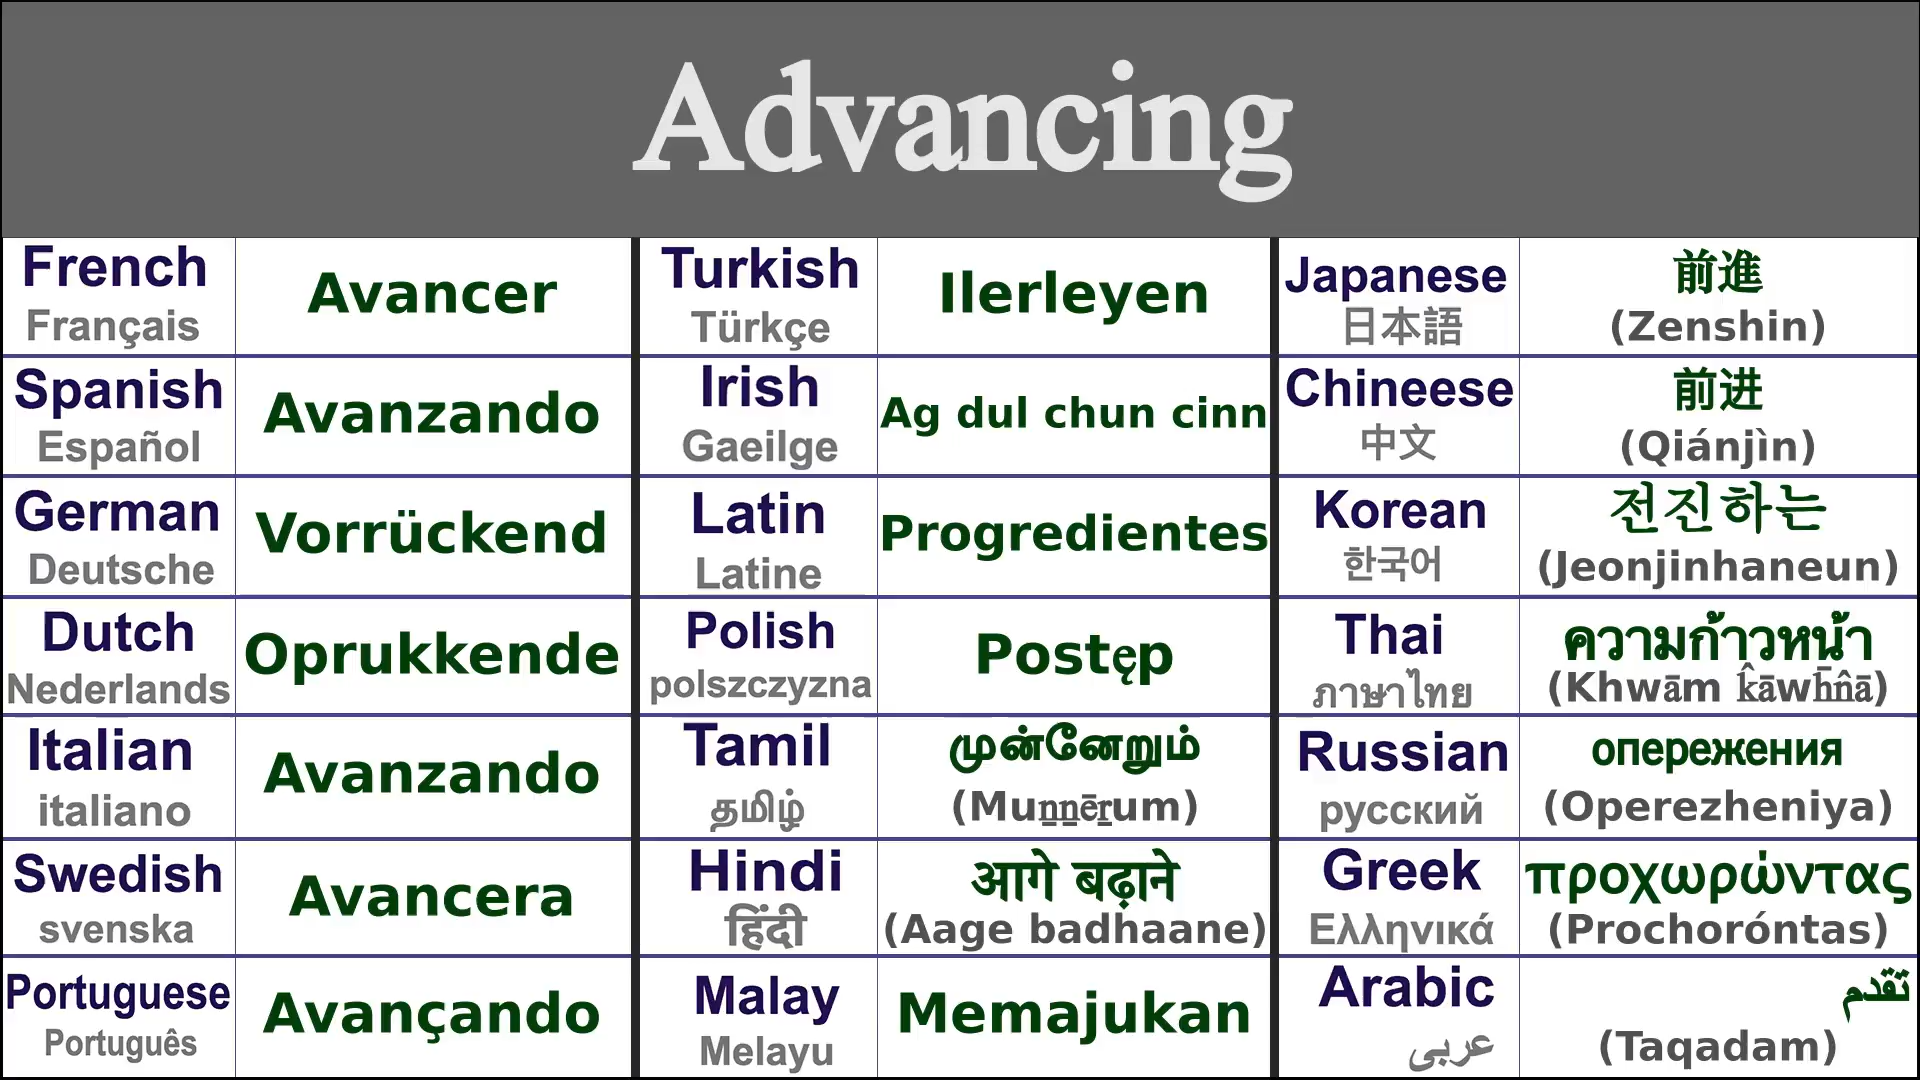 Advancing
French
Français
Avancer
Turkish
Türkçe
Ilerleyen
Japanese
日本語
前進
(Zenshin)
Spanish
Español
Avanzando
Irish
Gaeilge
Ag dul chun cinn
Chineese
中文
前进
(Qiánjìn)
German
Deutsche
Vorrückend
Latin
Latine
Progredientes
Korean
한국어
전진하는
(Jeonjinhaneun)
Dutch
Nederlands
Oprukkende
Polish
polszczyzna
Postęp
Thai
ภาษาไทย
ความก้าวหน้า
(Khwām k̂āwh̄n̂ā)
Italian
italiano
Avanzando
Tamil
தமிழ்
முன்னேறும்
(Muṉṉēṟum)
Russian
русский
опережения
(Operezheniya)
Swedish
svenska
Avancera
Hindi
हिंदी
आगे बढ़ाने
(Aage badhaane)
Greek
Ελληνικά
προχωρώντας
(Prochoróntas)
Portuguese
Português
Avançando
Malay
Melayu
Memajukan
Arabic
عربى
تقدم
(Taqadam)